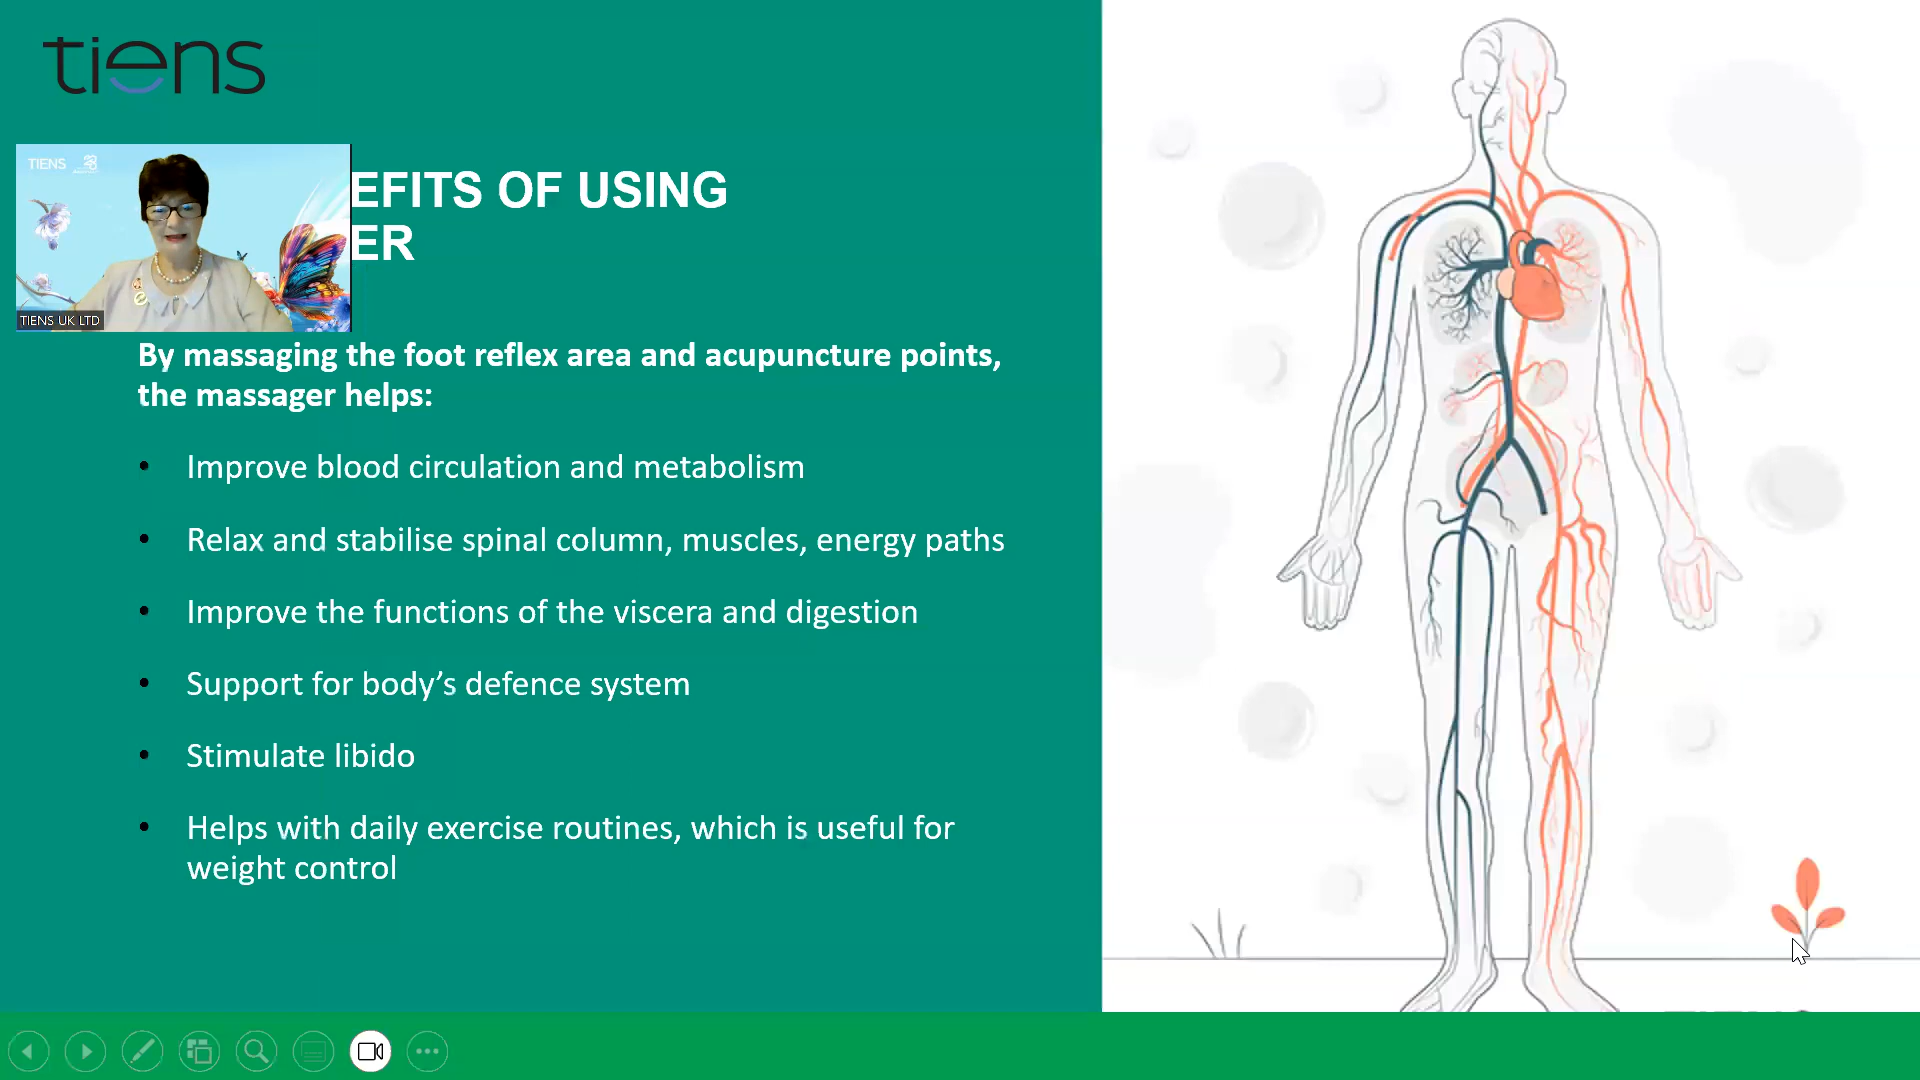 tiens
TIENS
EFITS OF USING
ER
TIENS UK LTD
By massaging the foot reflex area and acupuncture points,
the massager helps:
• Improve blood circulation and metabolism
• Relax and stabilise spinal column, muscles, energy paths
• Improve the functions of the viscera and digestion
• Support for body’s defence system
• Stimulate libido
• Helps with daily exercise routines, which is useful for
weight control